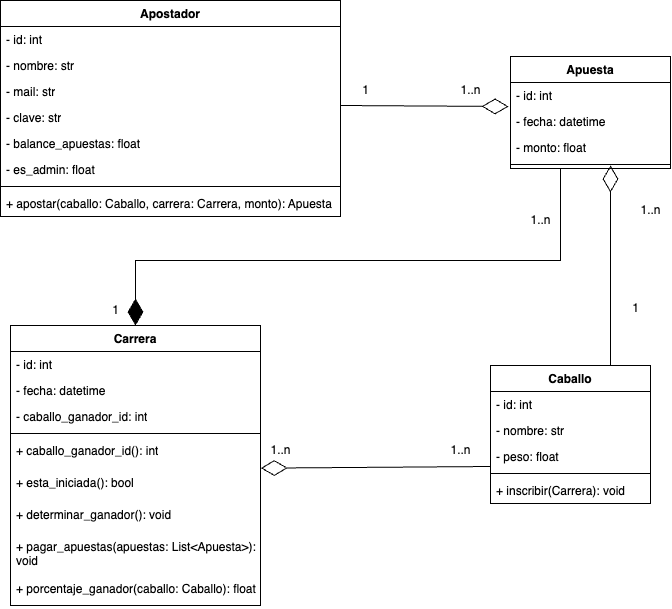 Apostador
- id: int
- nombre: str
- mail: str
- clave: str
- balance_apuestas: float
- es_admin: float
+ apostar(caballo: Caballo, carrera: Carrera, monto): Apuesta
1
1..n
Apuesta
- id: int
- fecha: datetime
- monto: float
1..n
1..n
1
1
Carrera
- id: int
- fecha: datetime
- caballo_ganador_id: int
+ caballo_ganador_id(): int
+ esta_iniciada(): bool
+ determinar_ganador(): void
+ pagar_apuestas(apuestas: List<Apuesta>):
void
+ porcentaje_ganador(caballo: Caballo): float
1..n
1..n
Caballo
- id: int
- nombre: str
- peso: float
+ inscribir(Carrera): void